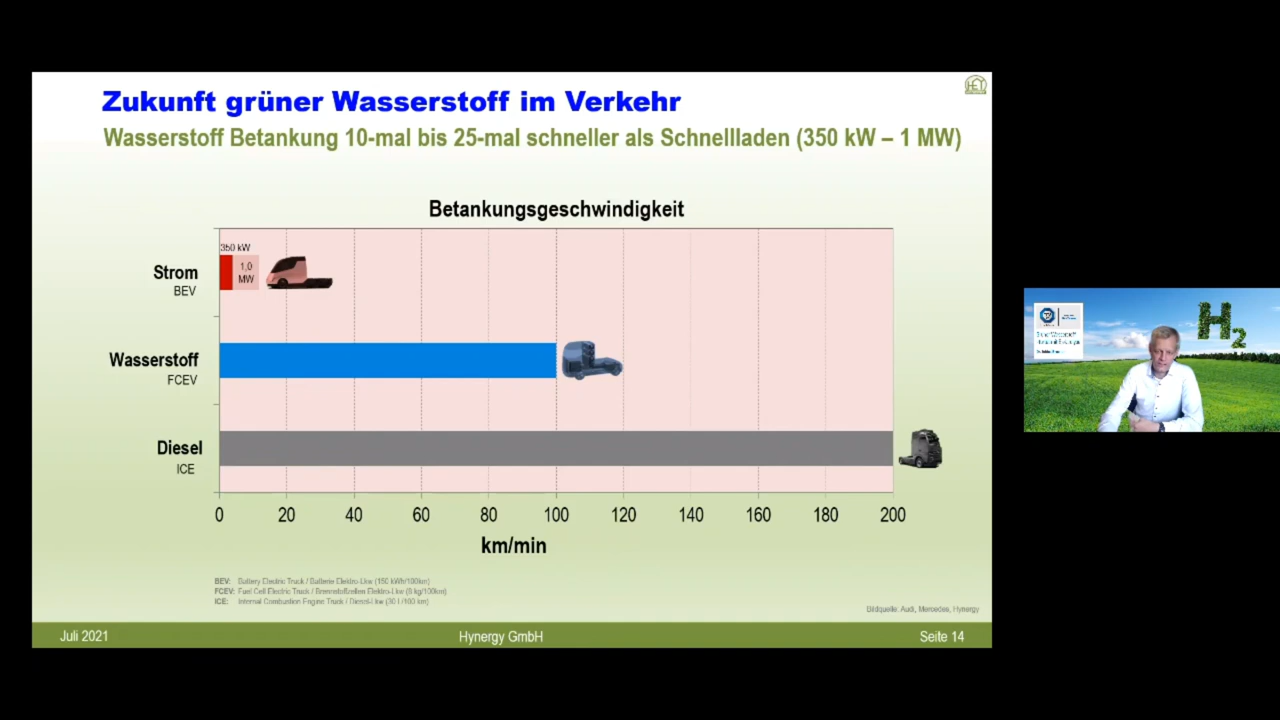 Zukunft grüner Wasserstoff im Verkehr
Wasserstoff Betankung 10-mal bis 25-mal schneller als Schnellladen (350 kW – 1 MW)
Betankungsgeschwindigkeit
350 kW
1,0
MW
Strom
BEV
Wasserstoff
FCEV
Diesel
ICE
0 20 40 60 80 100 120 140 160 180 200
km/min
BEV: Battery Electric Truck / Batterie Elektro-Lkw (150 kWh/100km)
FCEV: Fuel Cell Electric Truck / Brennstoffzellen Elektro-Lkw (8 kg/100km)
ICE: Internal Combustion Engine Truck / Diesel-Lkw (30 l /100 km)
Bildquelle: Audi, Mercedes, Hynergy
Juli 2021
Hynergy GmbH
Seite 14
H2